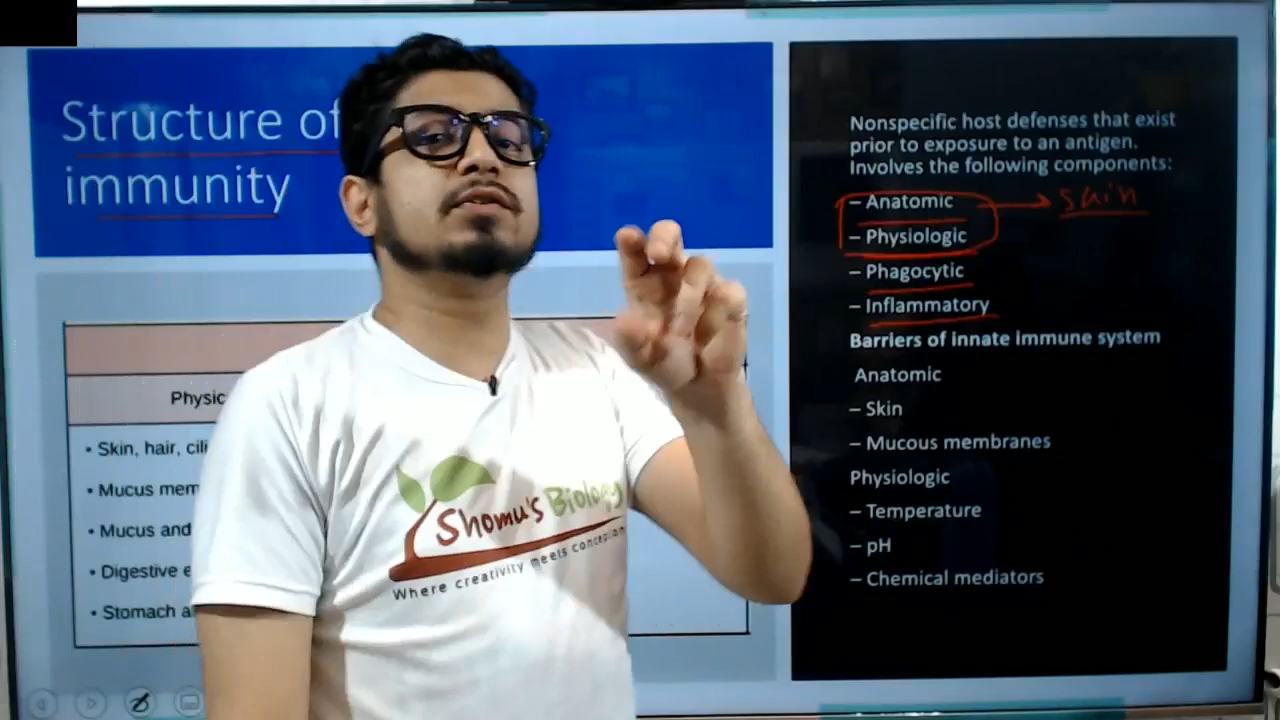 Structure of
immunity
Physic
• Skin, hair, cili
• Mucus mem
• Mucus and
• Digestive e
• Stomach a
Shomu's Biology
Where creativity meets conception
Nonspecific host defenses that exist
prior to exposure to an antigen.
Involves the following components:
– Anatomic → skin
– Physiologic
– Phagocytic
– Inflammatory
Barriers of innate immune system
Anatomic
– Skin
– Mucous membranes
Physiologic
– Temperature
– pH
– Chemical mediators